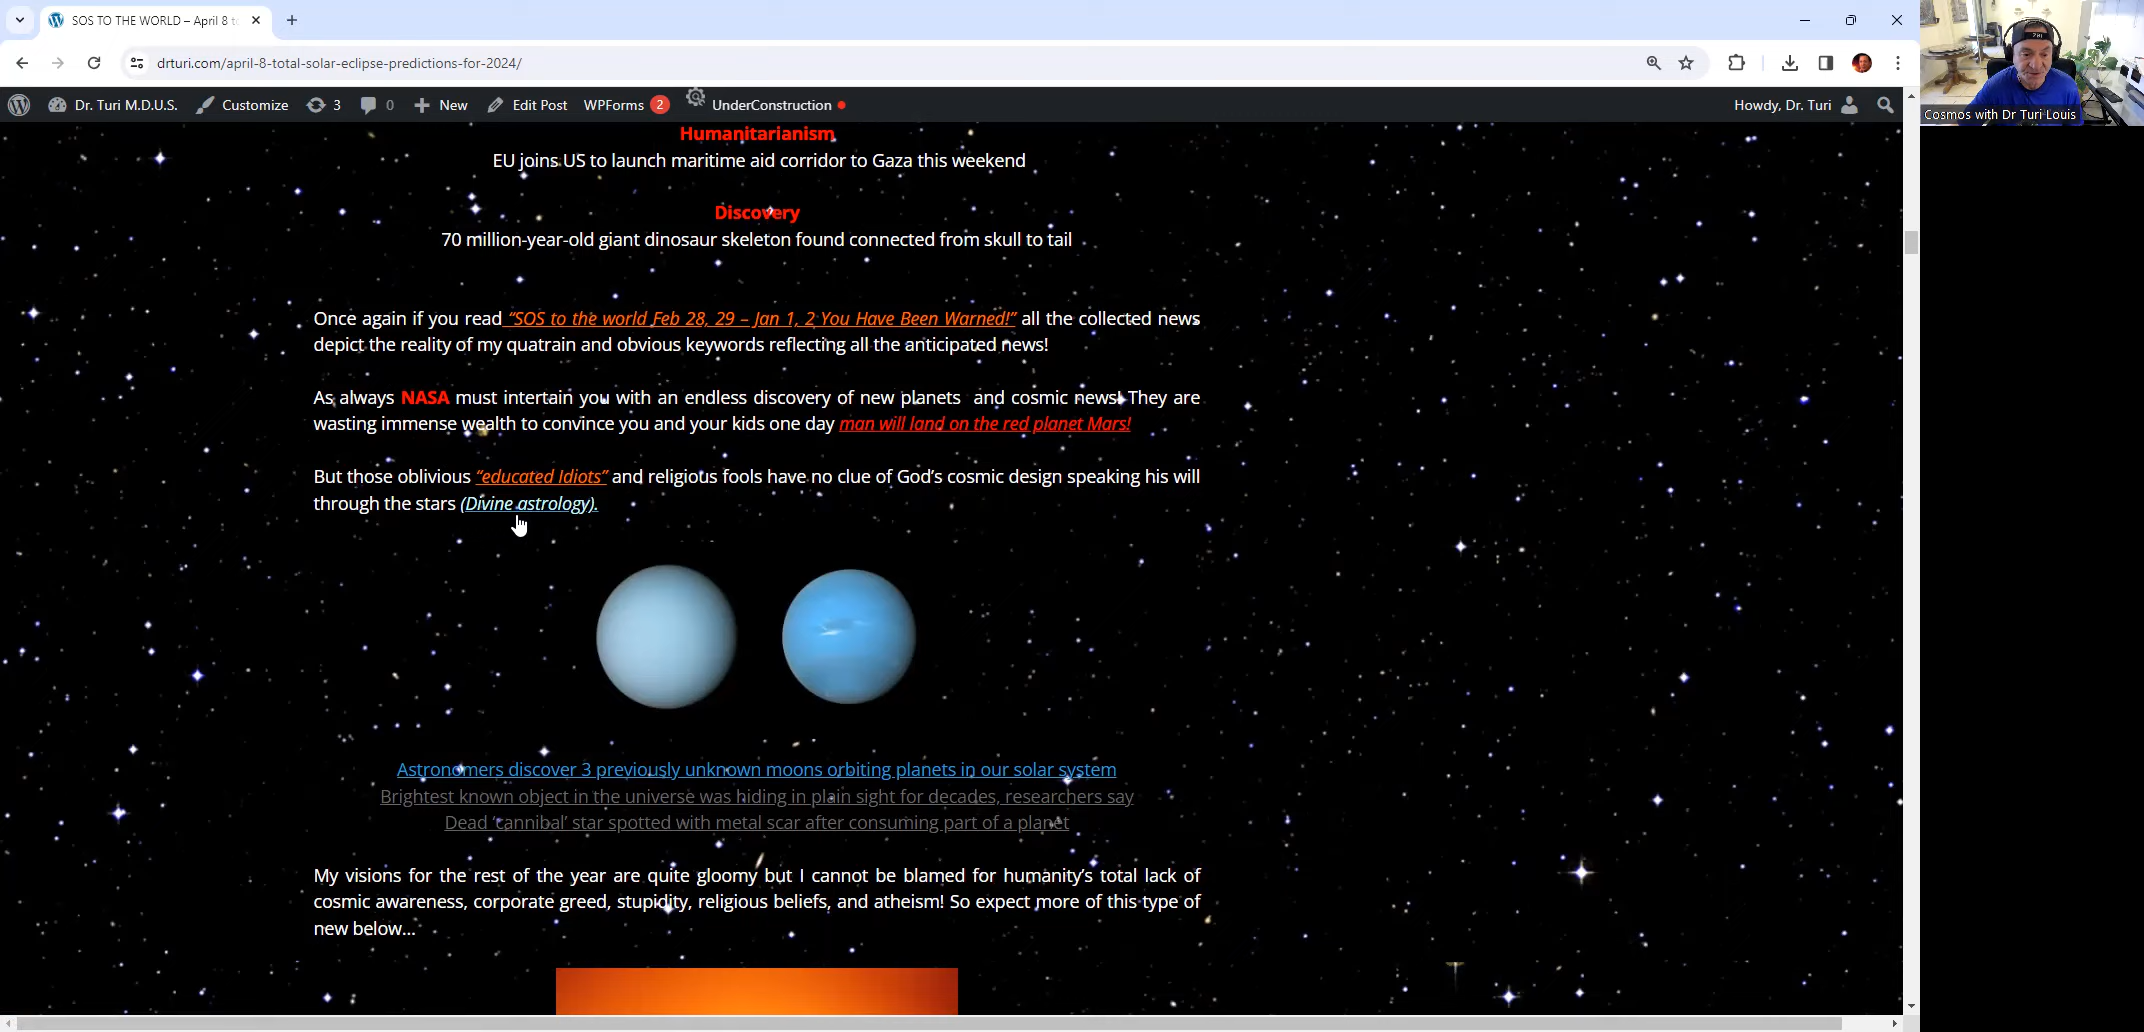 SOS TO THE WORLD – April 8 t
drturi.com/april-8-total-solar-eclipse-predictions-for-2024/
Dr. Turi M.D.U.S. Customize 3 0 New Edit Post WPForms 2 UnderConstruction Howdy, Dr. Turi
Cosmos with Dr Turi Louis
Humanitarianism
EU joins US to launch maritime aid corridor to Gaza this weekend
Discovery
70 million-year-old giant dinosaur skeleton found connected from skull to tail
Once again if you read “SOS to the world Feb 28, 29 – Jan 1, 2 You Have Been Warned!” all the collected news
depict the reality of my quatrain and obvious keywords reflecting all the anticipated news!
As always NASA must intertain you with an endless discovery of new planets and cosmic news! They are
wasting immense wealth to convince you and your kids one day man will land on the red planet Mars!
But those oblivious “educated Idiots” and religious fools have no clue of God’s cosmic design speaking his will
through the stars (Divine astrology).
Astronomers discover 3 previously unknown moons orbiting planets in our solar system
Brightest known object in the universe was hiding in plain sight for decades, researchers say
Dead ‘cannibal’ star spotted with metal scar after consuming part of a planet
My visions for the rest of the year are quite gloomy but I cannot be blamed for humanity’s total lack of
cosmic awareness, corporate greed, stupidity, religious beliefs, and atheism! So expect more of this type of
new below…